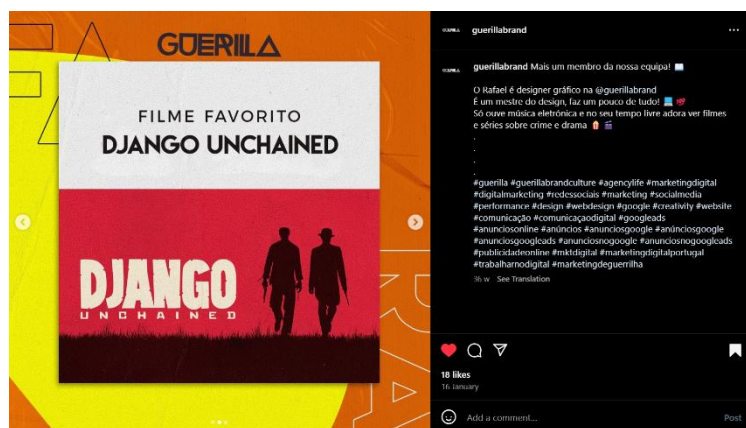 GUERILLA
FILME FAVORITO
DJANGO UNCHAINED
DJANGO
UNCHAINED
guerillabrand
guerillabrand Mais um membro da nossa equipa!
O Rafael é designer gráfico na @guerillabrand
É um mestre do design, faz um pouco de tudo!
Só ouve música eletrónica e no seu tempo livre adora ver filmes
e séries sobre crime e drama
.
.
.
.
#guerilla #guerillabrandculture #agencylife #marketingdigital
#digitalmarketing #redessociais #marketing #socialmedia
#performance #design #webdesign #google #creativity #website
#comunicação #comunicaçaodigital #googleads
#anunciosonline #anúncios #anunciosgoogle #anúnciosgoogle
#anunciosgoogleads #anunciosnogoogle #anunciosnogoogleads
#publicidadeonline #mktdigital #marketingdigitalportugal
#trabalharnodigital #marketingdeguerrilha
36 w See Translation
18 likes
16 January
Add a comment...
Post